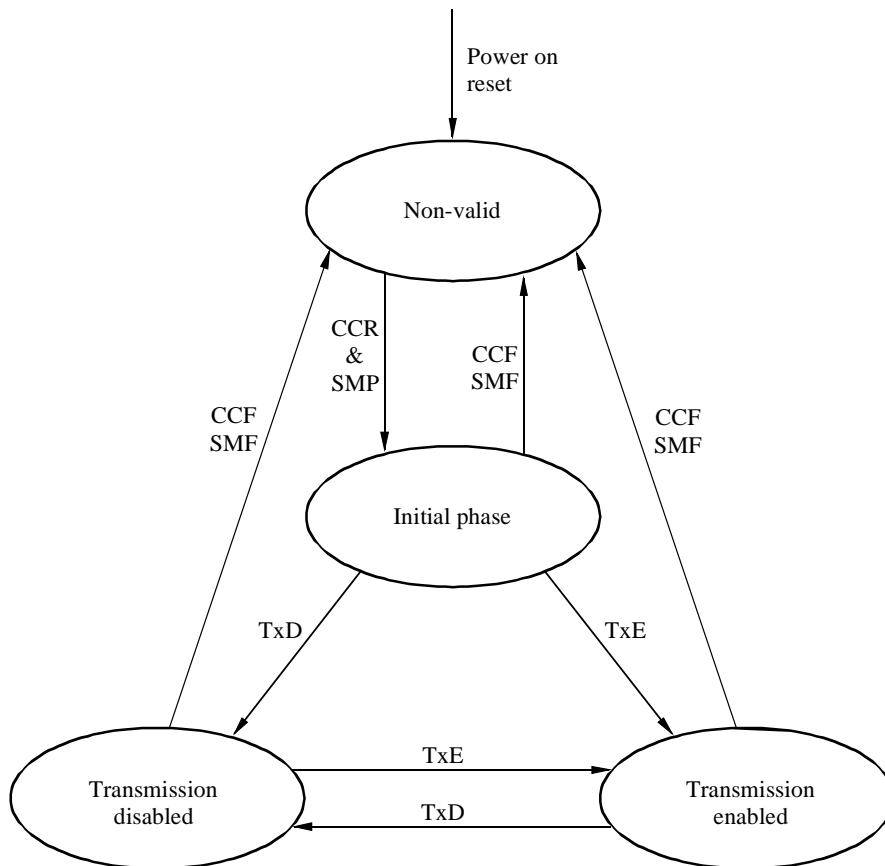 Power on
reset
Non-valid
CCR
&
SMP
CCF
SMF
CCF
SMF
CCF
SMF
Initial phase
TxD
TxE
Transmission
disabled
TxE
TxD
Transmission
enabled